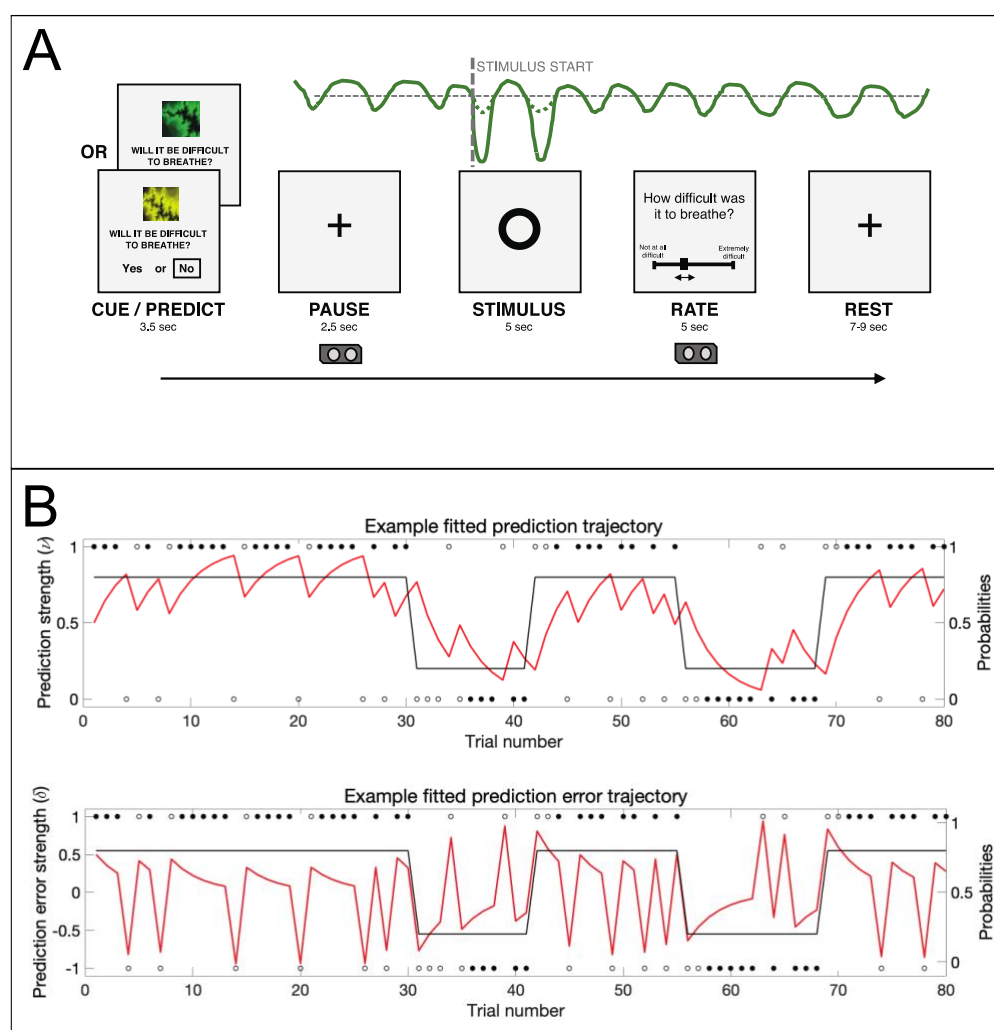 A
STIMULUS START
WILL IT BE DIFFICULT
TO BREATHE?
OR
WILL IT BE DIFFICULT
TO BREATHE?
Yes or No
CUE / PREDICT
3.5 sec
+
PAUSE
2.5 sec
STIMULUS
5 sec
How difficult was
it to breathe?
Not at all
difficult
Extremely
difficult
RATE
5 sec
+
REST
7-9 sec
B
Example fitted prediction trajectory
Prediction strength (ν)
1
0.5
0
1
0.5
0
Probabilities
0 10 20 30 40 50 60 70 80
Trial number
Example fitted prediction error trajectory
Prediction error strength (δ)
1
0.5
0
-0.5
-1
1
0.5
0
Probabilities
0 10 20 30 40 50 60 70 80
Trial number